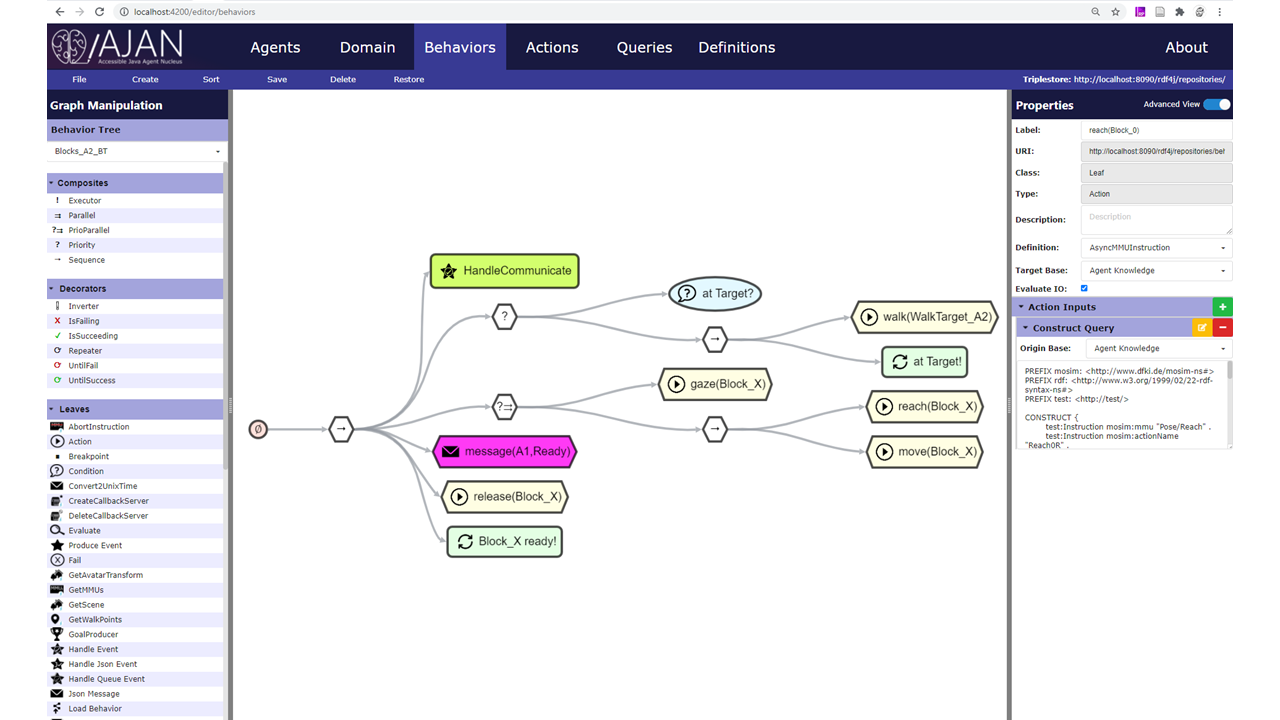 localhost:4200/editor/behaviors
/AJAN
Accessible Java Agent Nucleus
Agents Domain Behaviors Actions Queries Definitions About
File Create Sort Save Delete Restore
Triplestore: http://localhost:8090/rdf4j/repositories/
Graph Manipulation
Behavior Tree
Blocks_A2_BT
Composites
! Executor
Parallel
PrioParallel
? Priority
→ Sequence
Decorators
Inverter
X IsFailing
✓ IsSucceeding
Repeater
UntilFail
UntilSuccess
Leaves
AbortInstruction
Action
Breakpoint
Condition
Convert2UnixTime
CreateCallbackServer
DeleteCallbackServer
Evaluate
Produce Event
Fail
GetAvatarTransform
GetMMUs
GetScene
GetWalkPoints
GoalProducer
Handle Event
Handle Json Event
Handle Queue Event
Json Message
Load Behavior
Ø
→
HandleCommunicate
?
at Target?
→
walk(WalkTarget_A2)
at Target!
?⇉
gaze(Block_X)
→
reach(Block_X)
move(Block_X)
message(A1,Ready)
release(Block_X)
Block_X ready!
Properties
Advanced View
Label: reach(Block_0)
URI: http://localhost:8090/rdf4j/repositories/beh
Class: Leaf
Type: Action
Description: Description
Definition: AsyncMMUInstruction
Target Base: Agent Knowledge
Evaluate IO:
Action Inputs
Construct Query
Origin Base: Agent Knowledge
PREFIX mosim: <http://www.dfki.de/mosim-ns#>
PREFIX rdf: <http://www.w3.org/1999/02/22-rdf-
syntax-ns#>
PREFIX test: <http://test/>
CONSTRUCT {
test:Instruction mosim:mmu "Pose/Reach" .
test:Instruction mosim:actionName
"Reach0R" .